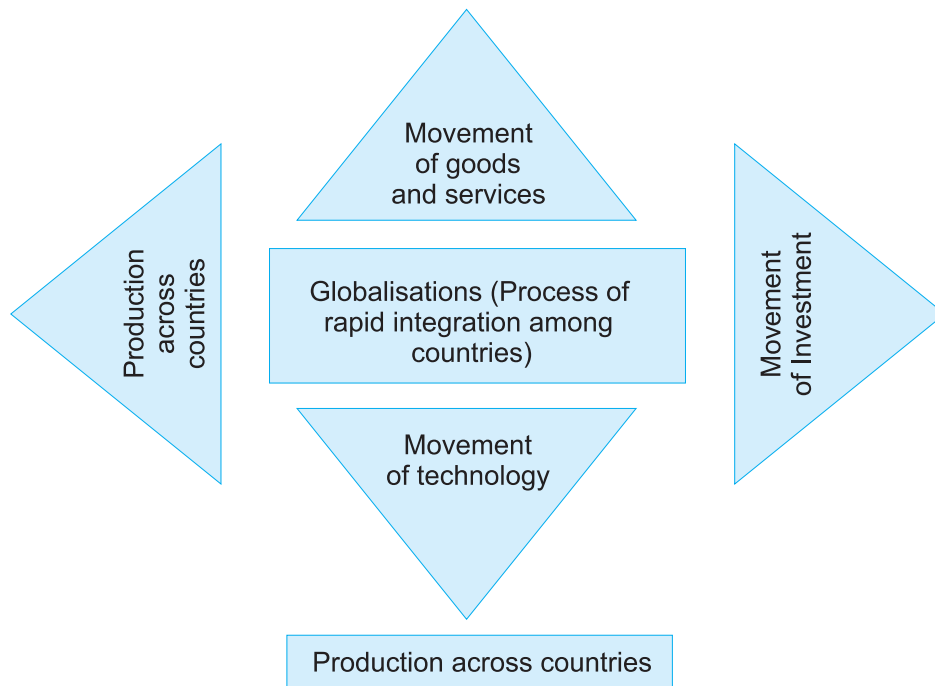 Movement
of goods
and services
Production
across
countries
Globalisations (Process of
rapid integration among
countries)
Movement
of Investment
Movement
of technology
Production across countries